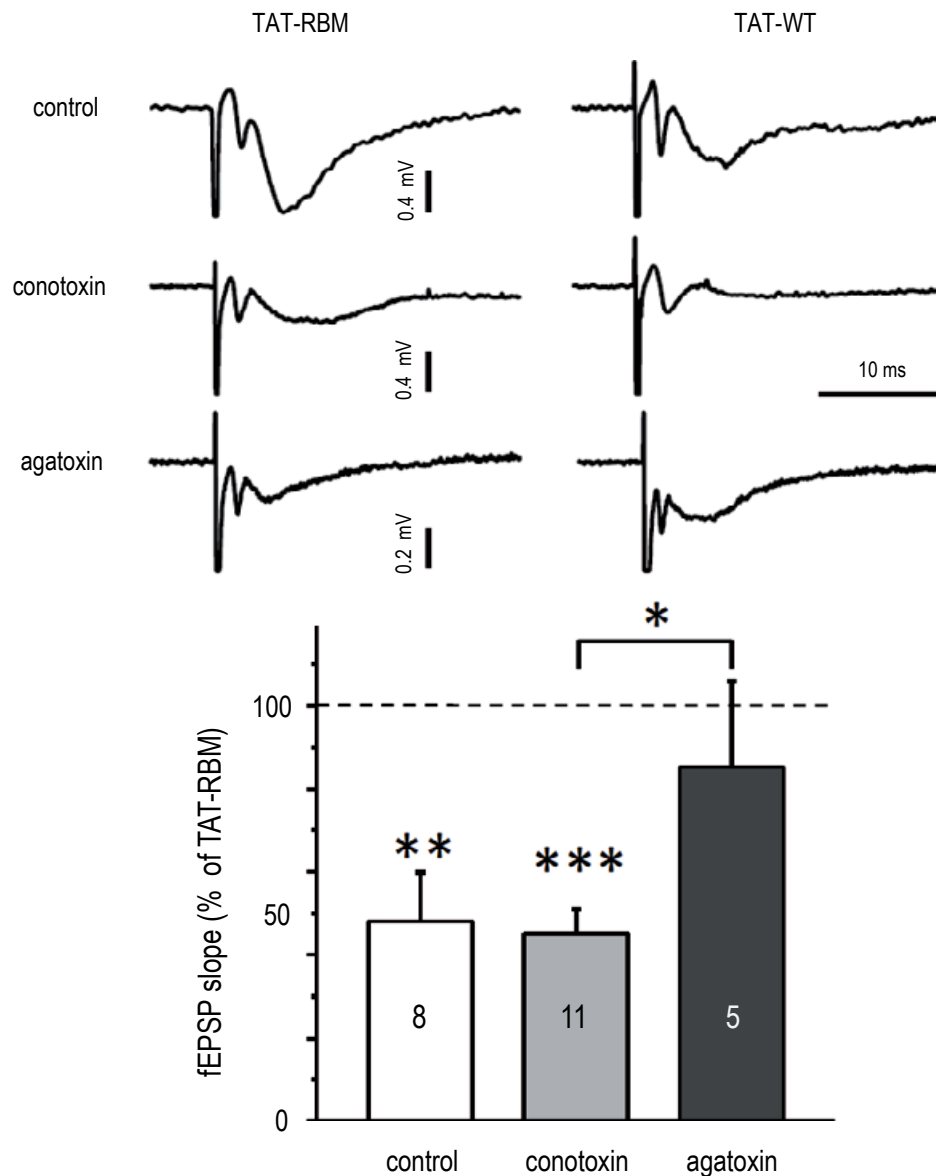 TAT-RBM TAT-WT
control
0.4 mV
conotoxin
0.4 mV
10 ms
agatoxin
0.2 mV
*
100
** ***
50
fEPSP slope (% of TAT-RBM)
8 11 5
0
control conotoxin agatoxin